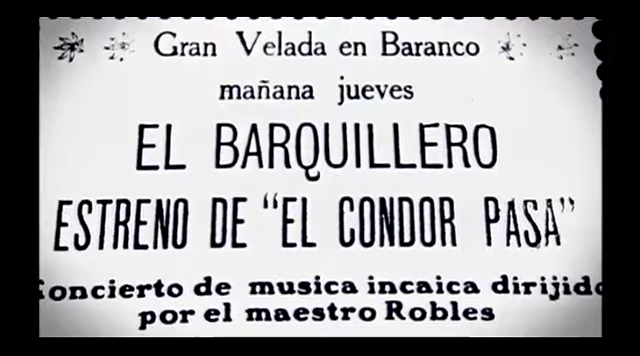 Gran Velada en Baranco
mañana jueves
EL BARQUILLERO
ESTRENO DE "EL CONDOR PASA"
Concierto de musica incaica dirijido
por el maestro Robles